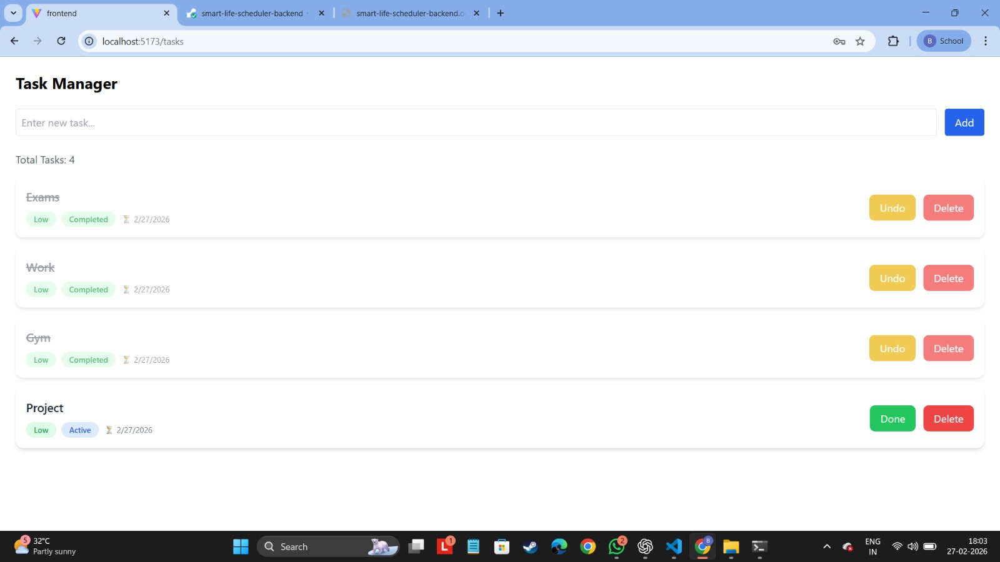 frontend
smart-life-scheduler-backend
smart-life-scheduler-backend.o
localhost:5173/tasks
B School
Task Manager
Enter new task...
Add
Total Tasks: 4
Exams
Low Completed ⏳ 2/27/2026
Undo Delete
Work
Low Completed ⏳ 2/27/2026
Undo Delete
Gym
Low Completed ⏳ 2/27/2026
Undo Delete
Project
Low Active ⏳ 2/27/2026
Done Delete
5
32°C
Partly sunny
Search
L 1
2
B
ENG
IN
18:03
27-02-2026